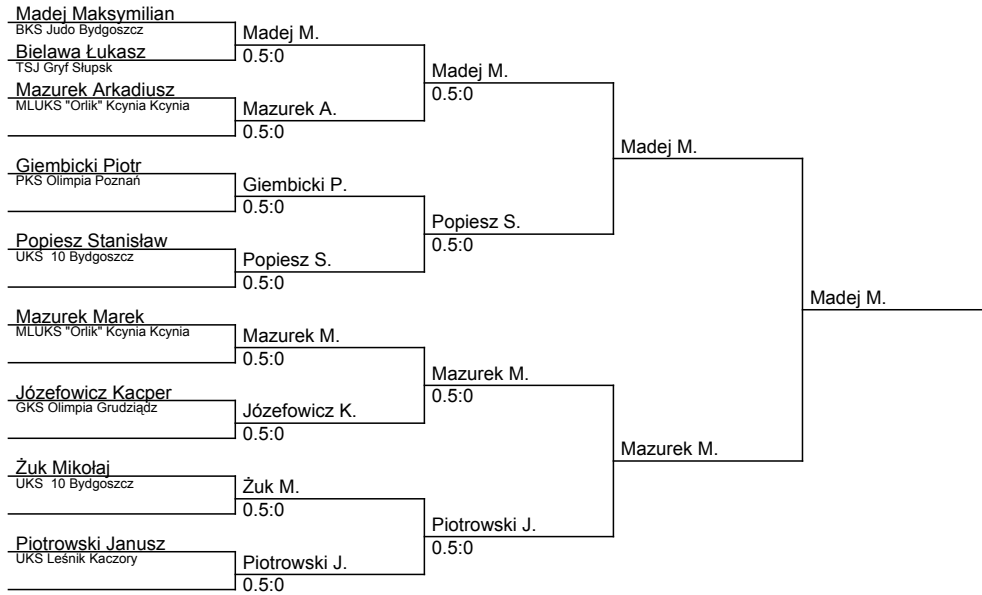 Madej Maksymilian
BKS Judo Bydgoszcz
Bielawa Łukasz
TSJ Gryf Słupsk
Mazurek Arkadiusz
MLUKS "Orlik" Kcynia Kcynia
Giembicki Piotr
PKS Olimpia Poznań
Popiesz Stanisław
UKS  10 Bydgoszcz
Mazurek Marek
MLUKS "Orlik" Kcynia Kcynia
Józefowicz Kacper
GKS Olimpia Grudziądz
Żuk Mikołaj
UKS  10 Bydgoszcz
Piotrowski Janusz
UKS Leśnik Kaczory
Madej M.
0.5:0
Mazurek A.
0.5:0
Giembicki P.
0.5:0
Popiesz S.
0.5:0
Mazurek M.
0.5:0
Józefowicz K.
0.5:0
Żuk M.
0.5:0
Piotrowski J.
0.5:0
Madej M.
0.5:0
Popiesz S.
0.5:0
Mazurek M.
0.5:0
Piotrowski J.
0.5:0
Madej M.
Mazurek M.
Madej M.